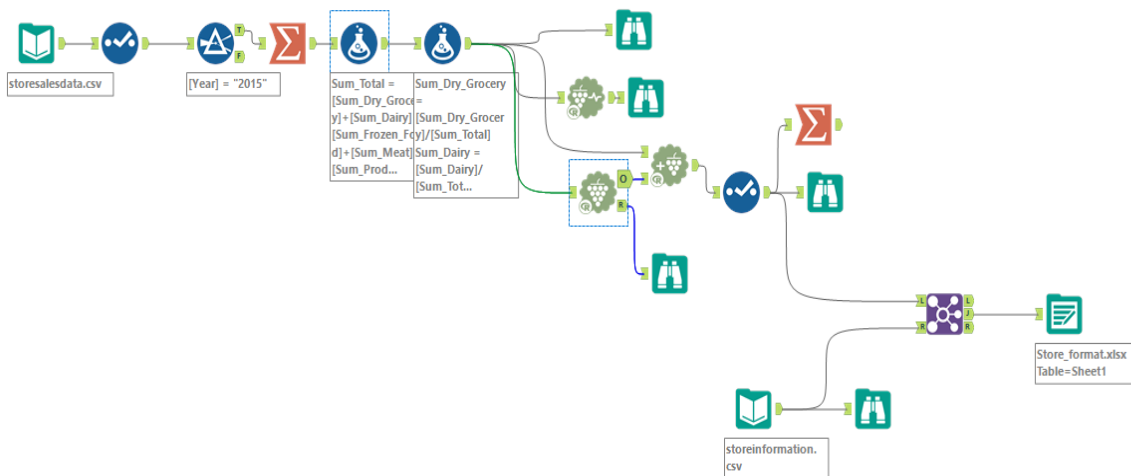 T
F
storesalesdata.csv
[Year] = "2015"
Sum_Total =
[Sum_Dry_Groce
y]+[Sum_Dairy]
[Sum_Frozen_Fo
d]+[Sum_Meat]
[Sum_Prod...
Sum_Dry_Grocery
=
[Sum_Dry_Grocer
y]/[Sum_Total]
Sum_Dairy =
[Sum_Dairy]/
[Sum_Tot...
R
R
O
R
R
L
R
L
J
R
Store_format.xlsx
Table=Sheet1
storeinformation.
csv